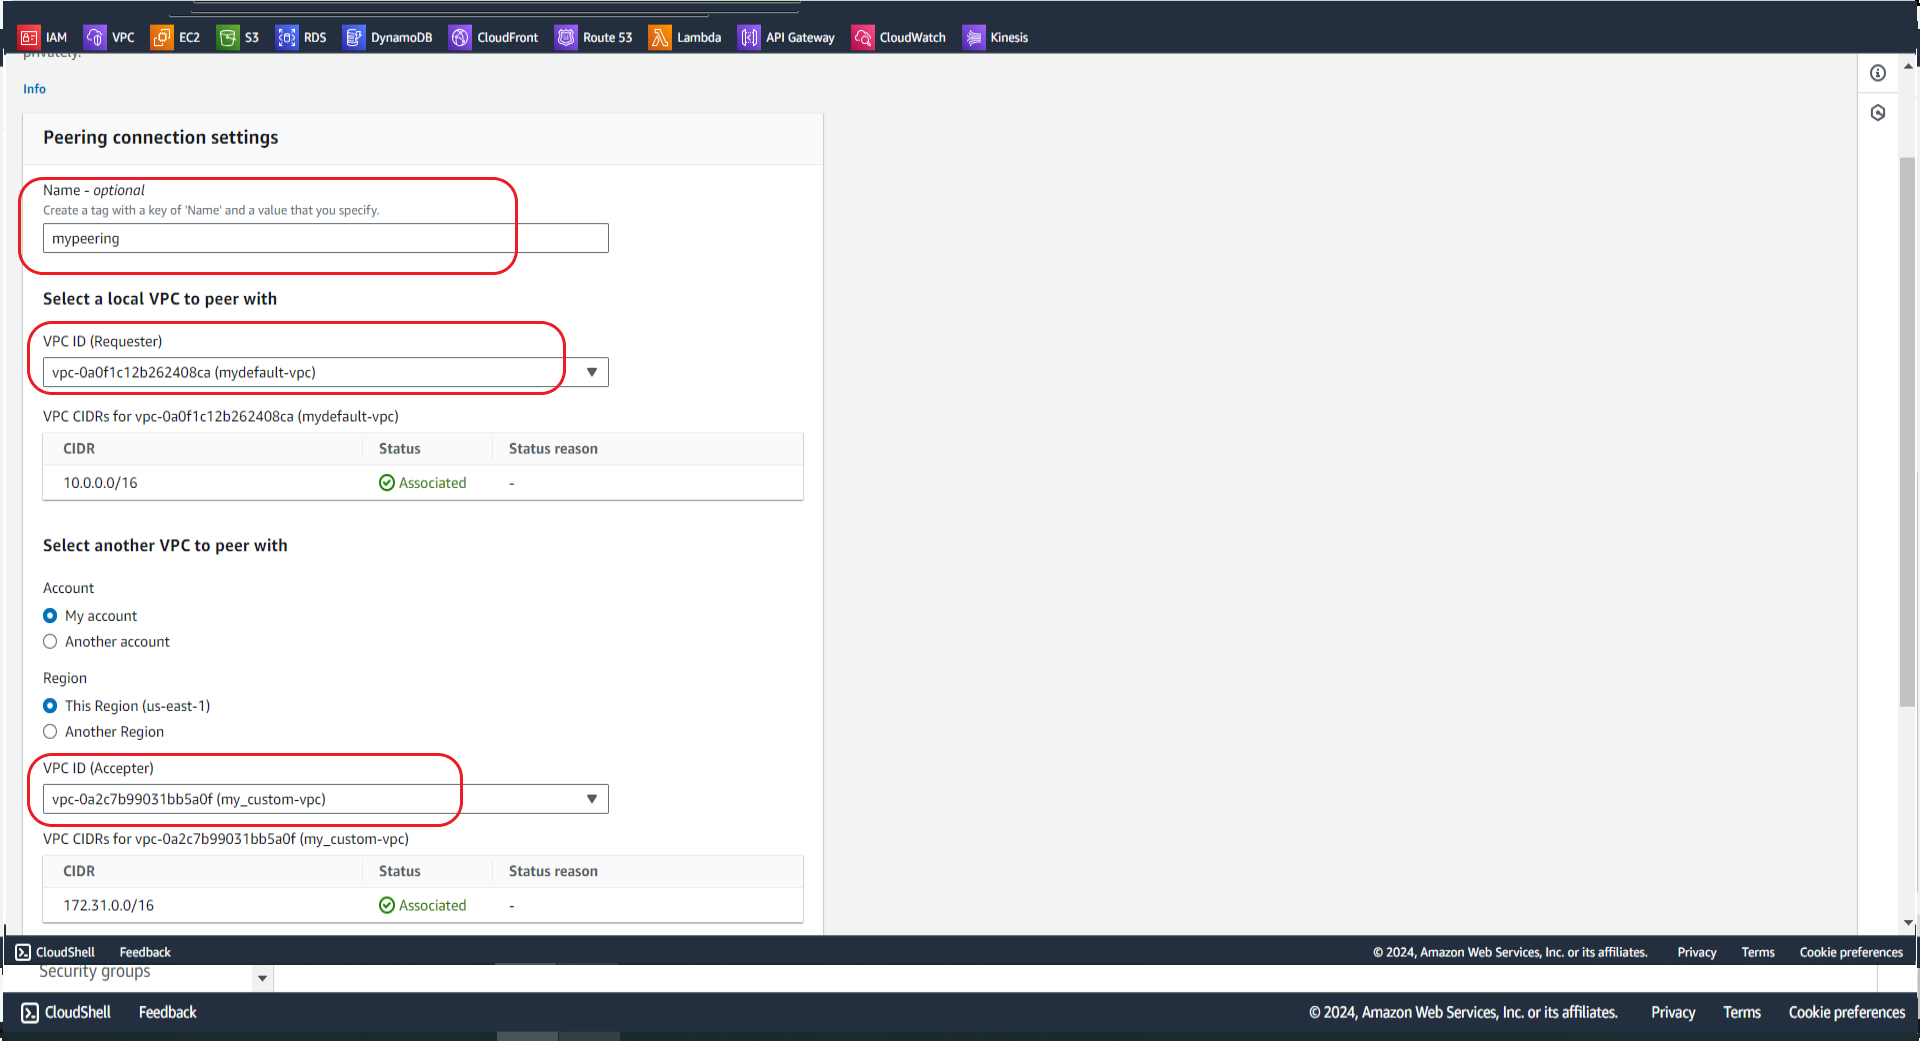 IAM VPC EC2 S3 RDS DynamoDB CloudFront Route 53 Lambda API Gateway CloudWatch Kinesis
privately.
Info
Peering connection settings
Name - optional
Create a tag with a key of 'Name' and a value that you specify.
mypeering
Select a local VPC to peer with
VPC ID (Requester)
vpc-0a0f1c12b262408ca (mydefault-vpc)
VPC CIDRs for vpc-0a0f1c12b262408ca (mydefault-vpc)
CIDR Status Status reason
10.0.0.0/16 Associated -
Select another VPC to peer with
Account
My account
Another account
Region
This Region (us-east-1)
Another Region
VPC ID (Accepter)
vpc-0a2c7b99031bb5a0f (my_custom-vpc)
VPC CIDRs for vpc-0a2c7b99031bb5a0f (my_custom-vpc)
CIDR Status Status reason
172.31.0.0/16 Associated -
CloudShell Feedback © 2024, Amazon Web Services, Inc. or its affiliates. Privacy Terms Cookie preferences
Security groups
CloudShell Feedback © 2024, Amazon Web Services, Inc. or its affiliates. Privacy Terms Cookie preferences